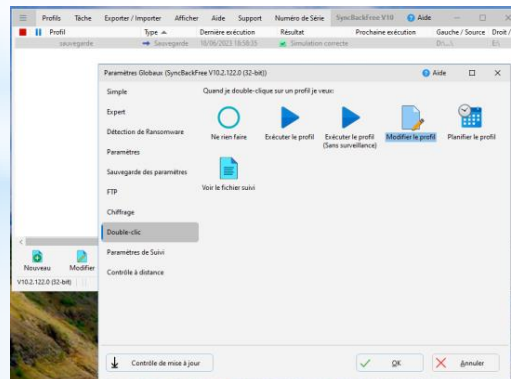 Profils Tâche Exporter / Importer Afficher Aide Support Numéro de Série SyncBackFree V10 Aide
Profil Type Dernière exécution Résultat Prochaine exécution Gauche / Source Droit /
sauvegarde Sauvegarde 18/06/2023 18:58:35 Simulation correcte D:\...\ E:\
Paramètres Globaux (SyncBackFree V10.2.122.0 (32-bit)) Aide
Simple
Quand je double-clique sur un profil je veux:
Expert
Détection de Ransomware
Ne rien faire
Exécuter le profil
Exécuter le profil
(Sans surveillance)
Modifier le profil
Planifier le profil
Paramètres
Sauvegarde des paramètres
FTP
Voir le fichier suivi
Chiffrage
Double-clic
Paramètres de Suivi
Contrôle à distance
Nouveau Modifier
V10.2.122.0 (32-bit)
Contrôle de mise à jour
OK
Annuler